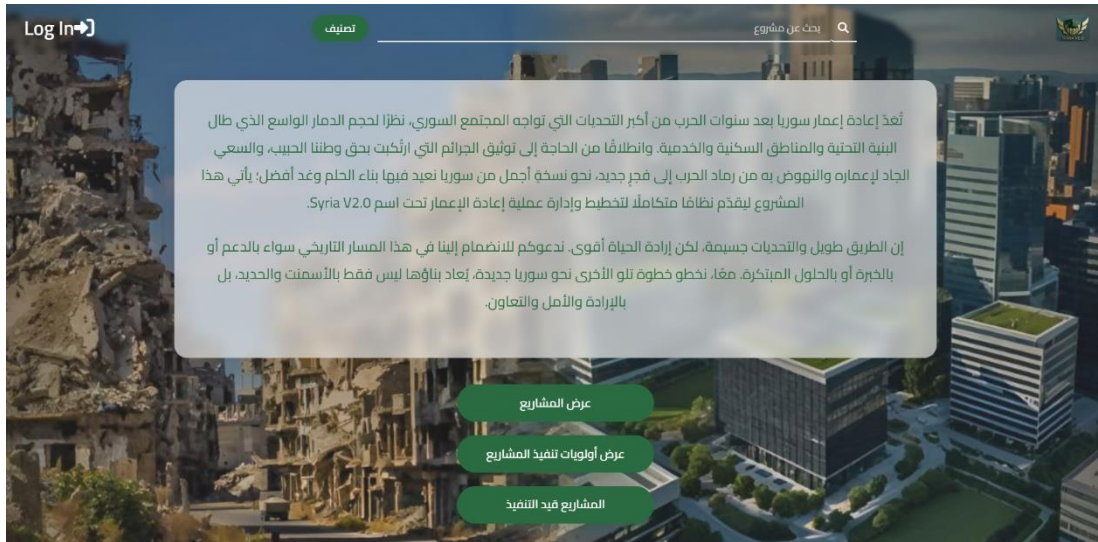 Log In
تصنيف
بحث عن مشروع
تُعَدّ إعادة إعمار سوريا بعد سنوات الحرب من أكبر التحديات التي تواجه المجتمع السوري، نظرًا لحجم الدمار الواسع الذي طال
البنية التحتية والمناطق السكنية والخدمية. وانطلاقًا من الحاجة إلى توثيق الجرائم التي ارتُكبت بحق وطننا الحبيب، والسعي
الجاد لإعماره والنهوض به من رماد الحرب إلى فجرٍ جديد، نحو نسخةٍ أجمل من سوريا نعيد فيها بناء الحلم وغد أفضل؛ يأتي هذا
المشروع ليقدّم نظامًا متكاملًا لتخطيط وإدارة عملية إعادة الإعمار تحت اسم Syria V2.0.
إن الطريق طويل والتحديات جسيمة، لكن إرادة الحياة أقوى. ندعوكم للانضمام إلينا في هذا المسار التاريخي سواء بالدعم أو
بالخبرة أو بالحلول المبتكرة. معًا، نخطو خطوة تلو الأخرى نحو سوريا جديدة، يُعاد بناؤها ليس فقط بالأسمنت والحديد، بل
بالإرادة والأمل والتعاون.
عرض المشاريع
عرض أولويات تنفيذ المشاريع
المشاريع قيد التنفيذ